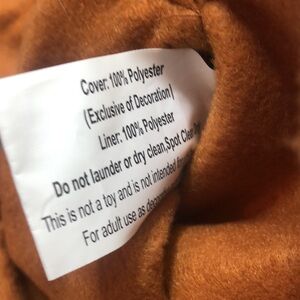 Cover: 100% Polyester
(Exclusive of Decoration)
Liner: 100% Polyester
Do not launder or dry clean,Spot Clean
This is not a toy and is not intended
For adult use as